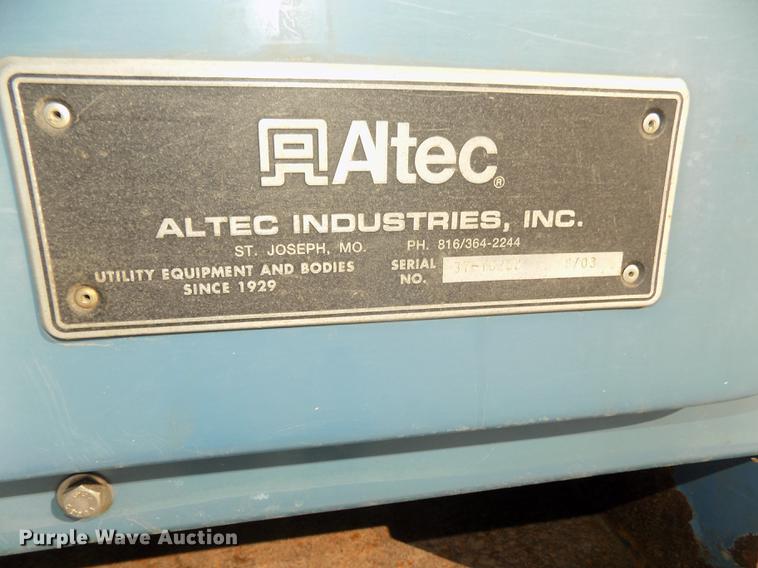 Altec®
ALTEC INDUSTRIES, INC.
ST. JOSEPH, MO. PH. 816/364-2244
UTILITY EQUIPMENT AND BODIES
SINCE 1929
SERIAL
NO.
Purple Wave Auction